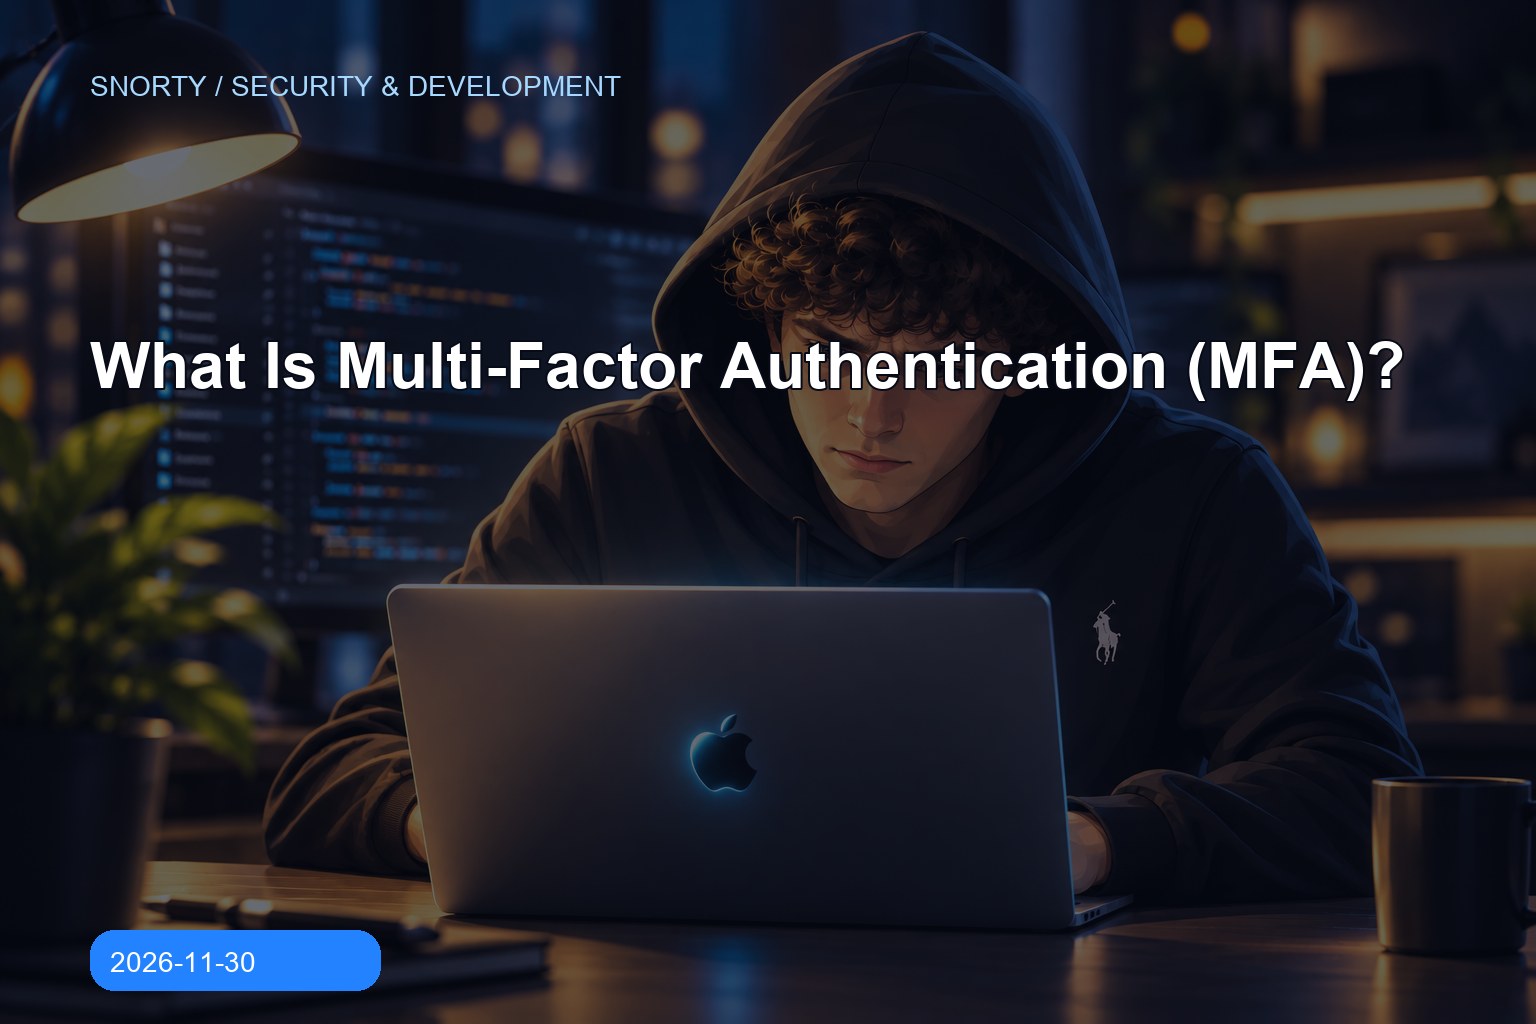 SNORTY / SECURITY & DEVELOPMENT
What Is Multi-Factor Authentication (MFA)?
2026-11-30